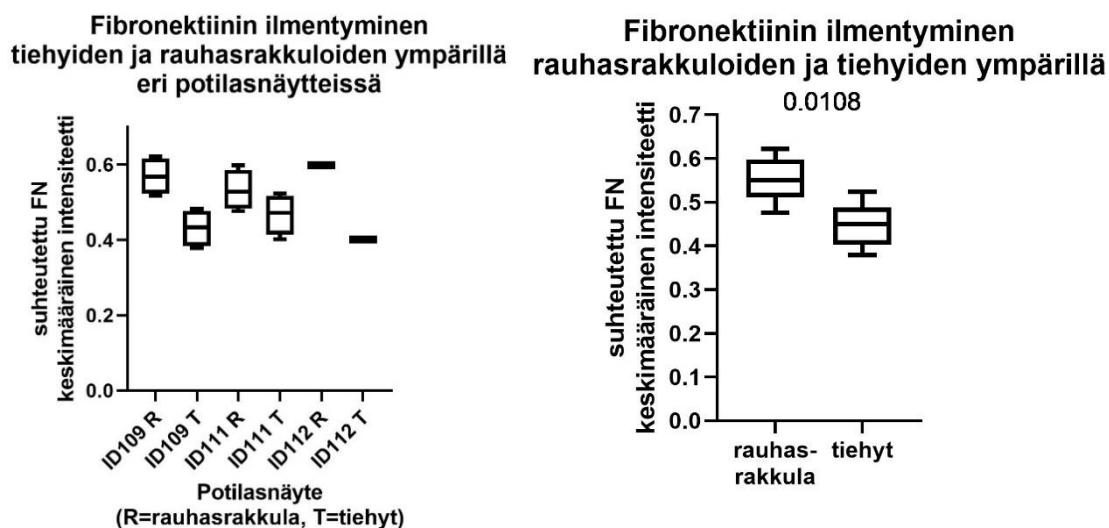 Fibronektiinin ilmentyminen
tiehyiden ja rauhasrakkuloiden ympärillä
eri potilasnäytteissä
suhteutettu FN
keskimääräinen intensiteetti
0.6
0.4
0.2
0.0
ID109 R
ID109 T
ID111 R
ID111 T
ID112 R
ID112 T
Potilasnäyte
(R=rauhasrakkula, T=tiehyt)
Fibronektiinin ilmentyminen
rauhasrakkuloiden ja tiehyiden ympärillä
0.0108
suhteutettu FN
keskimääräinen intensiteetti
0.7
0.6
0.5
0.4
0.3
0.2
0.1
0.0
rauhas-
rakkula
tiehyt